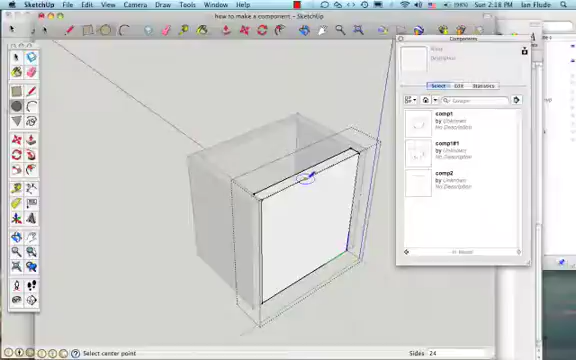 SketchUp File Edit View Camera Draw Tools Window Help
Sun 2:18 PM Ian Flude
how to make a component - SketchUp
Components
Name
Description
Select Edit Statistics
comp1
by Unknown
No Description
comp1#1
by Unknown
No Description
comp2
by Unknown
No Description
Select center point
Sides 24